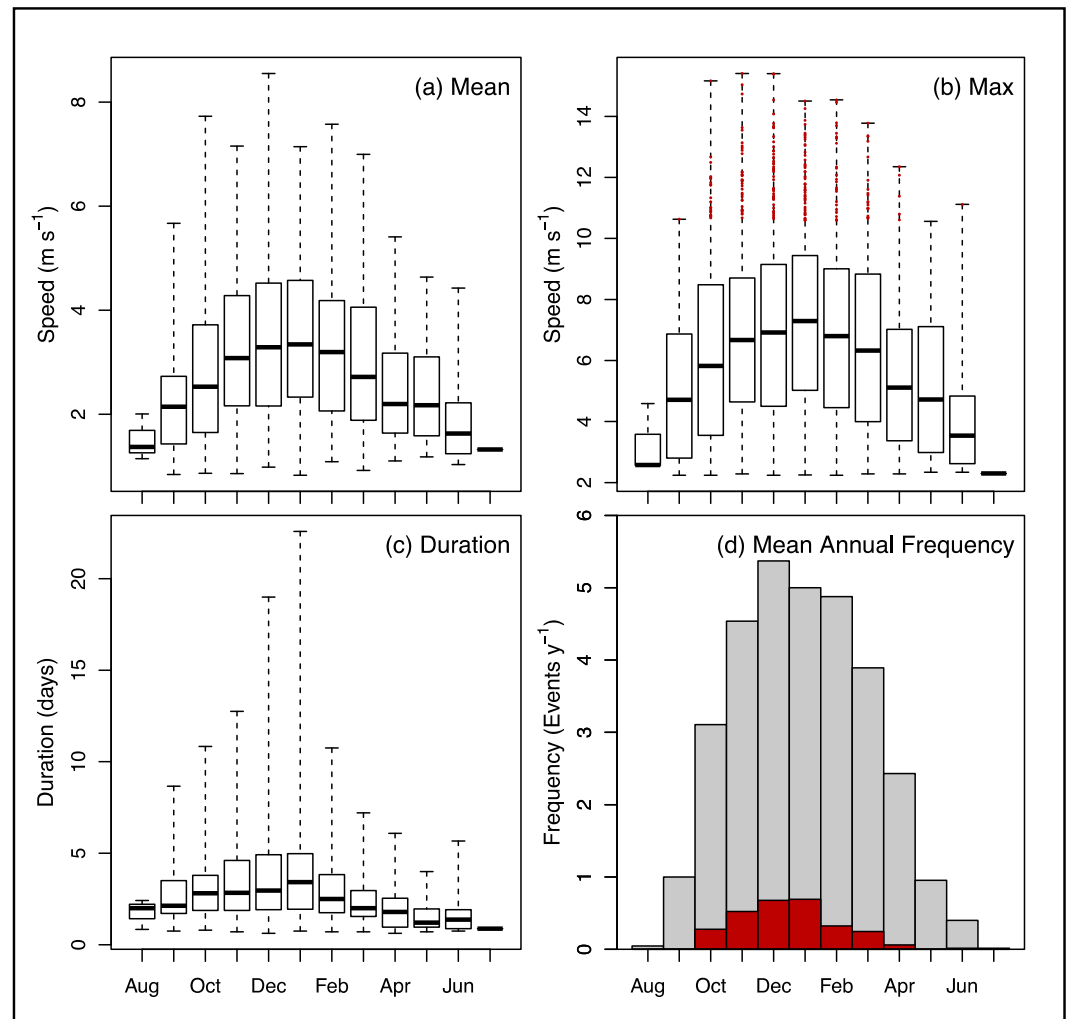 (a) Mean
Speed (m s⁻¹)
8
6
4
2
(b) Max
Speed (m s⁻¹)
14
12
10
8
6
4
2
(c) Duration
Duration (days)
20
15
10
5
0
Aug Oct Dec Feb Apr Jun
(d) Mean Annual Frequency
Frequency (Events y⁻¹)
6
5
4
3
2
1
0
Aug Oct Dec Feb Apr Jun